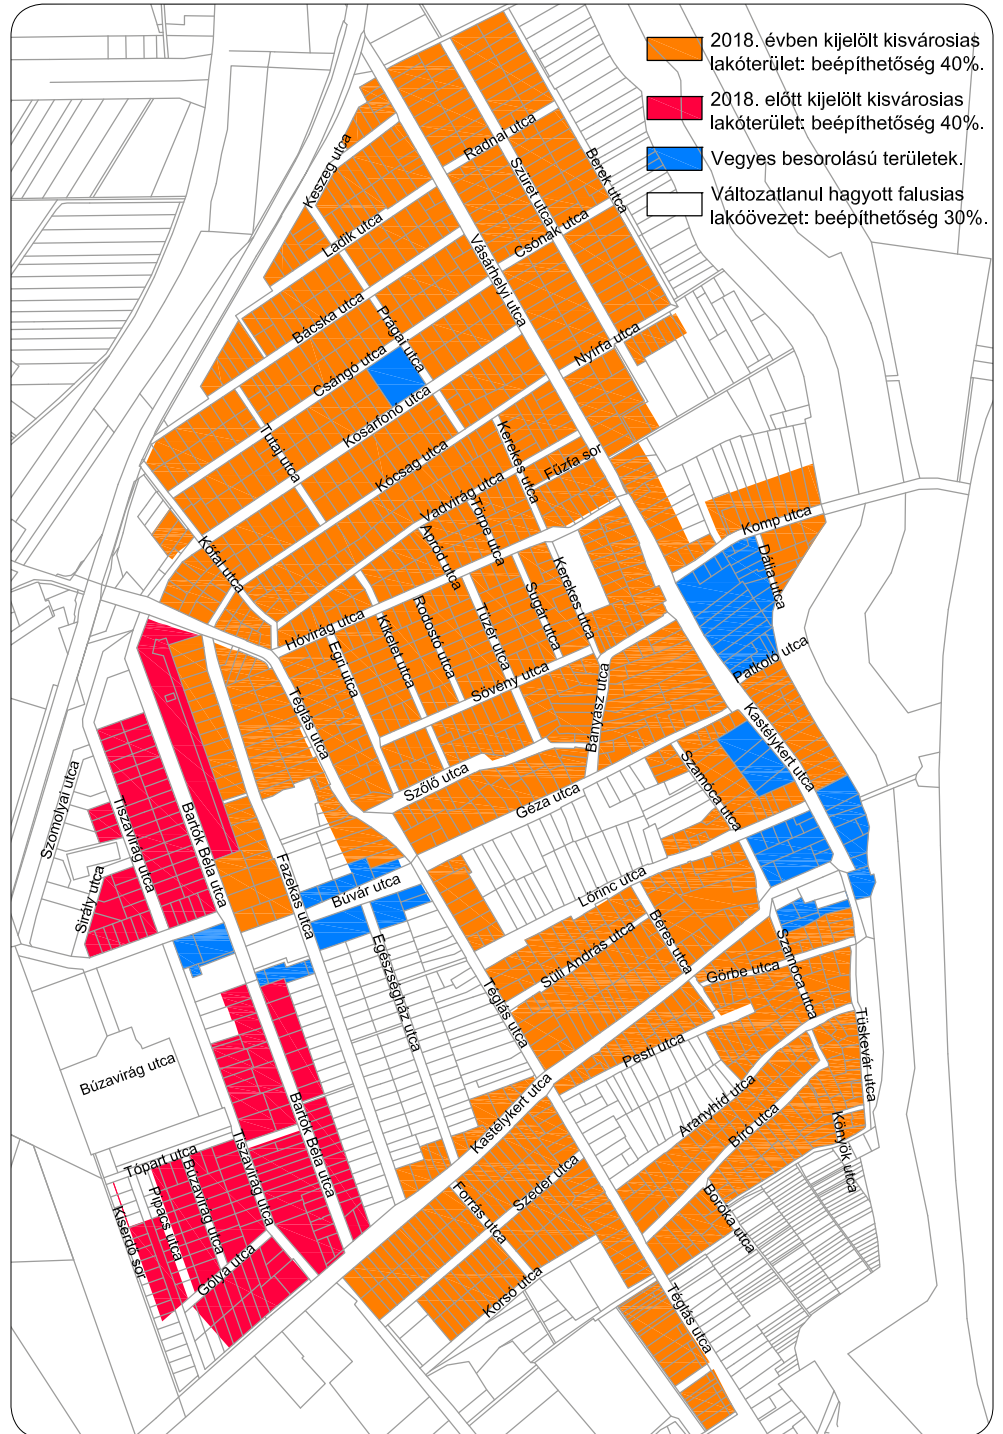 2018. évben kijelölt kisvárosias
lakóterület: beépíthetőség 40%.
2018. előtt kijelölt kisvárosias
lakóterület: beépíthetőség 40%.
Vegyes besorolású területek.
Változatlanul hagyott falusias
lakóövezet: beépíthetőség 30%.
Keszeg utca
Radnai utca
Szüret utca
Berek utca
Ladik utca
Csónak utca
Vásárhelyi utca
Bácska utca
Prágai utca
Nyírfa utca
Csángó utca
Kosárfonó utca
Tutaj utca
Kócsag utca
Kerekes utca
Fűzfa sor
Vadvirág utca
Törpe utca
Komp utca
Kőfal utca
Apród utca
Dália utca
Kerekes utca
Sugár utca
Hóvirág utca
Rodostó utca
Tüzér utca
Kikelet utca
Egri utca
Patkoló utca
Sövény utca
Téglás utca
Bányász utca
Kastélykert utca
Szamóca utca
Szőlő utca
Géza utca
Szomolyai utca
Tiszavirág utca
Bartók Béla utca
Fazekas utca
Búvár utca
Lőrinc utca
Sirály utca
Béres utca
Egészségház utca
Süli András utca
Szamóca utca
Görbe utca
Téglás utca
Tüskevár utca
Pesti utca
Búzavirág utca
Kastélykert utca
Aranyhíd utca
Bíró utca
Bartók Béla utca
Könyök utca
Tiszavirág utca
Tópart utca
Búzavirág utca
Pipacs utca
Szeder utca
Forrás utca
Boróka utca
Kiserdő sor
Gólya utca
Korsó utca
Téglás utca